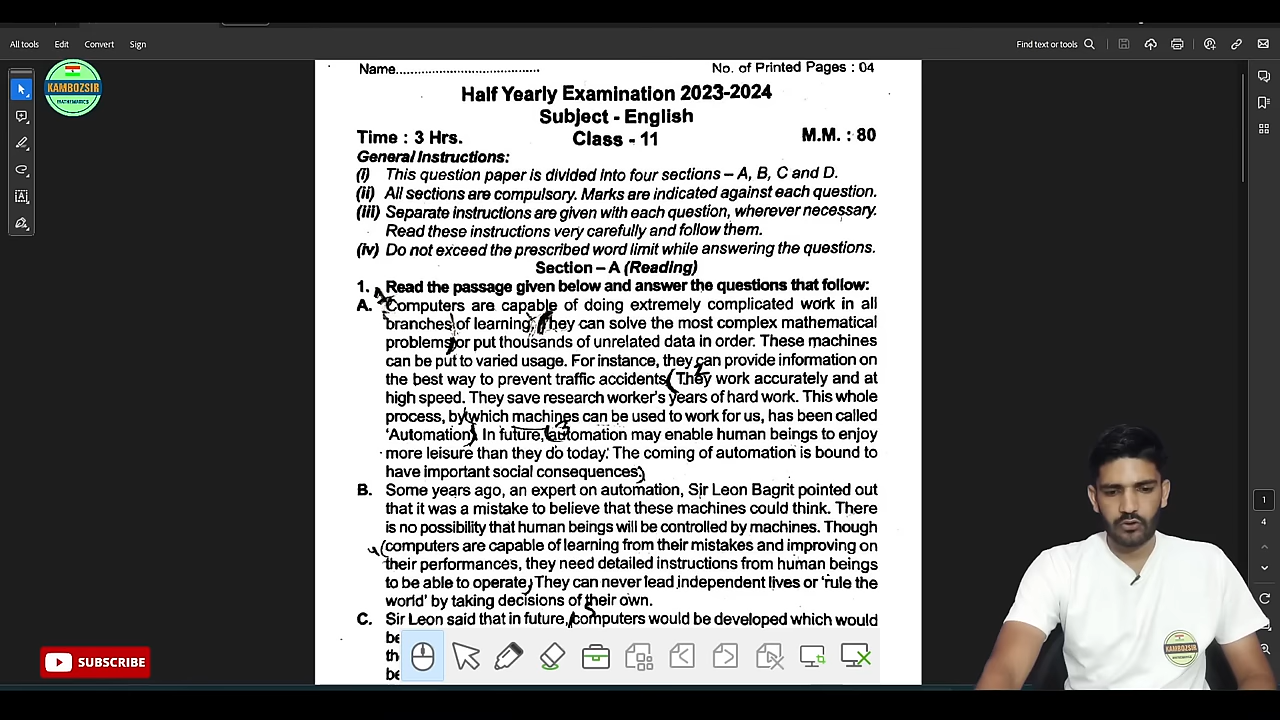 All tools Edit Convert Sign
Find text or tools
KAMBOZSIR
MATHEMATICS
Name
No. of Printed Pages : 04
Half Yearly Examination 2023-2024
Subject - English
Time : 3 Hrs.
Class - 11
M.M. : 80
General Instructions:
(i) This question paper is divided into four sections – A, B, C and D.
(ii) All sections are compulsory. Marks are indicated against each question.
(iii) Separate instructions are given with each question, wherever necessary.
Read these instructions very carefully and follow them.
(iv) Do not exceed the prescribed word limit while answering the questions.
Section – A (Reading)
1. Read the passage given below and answer the questions that follow:
A. Computers are capable of doing extremely complicated work in all
branches of learning. They can solve the most complex mathematical
problems or put thousands of unrelated data in order. These machines
can be put to varied usage. For instance, they can provide information on
the best way to prevent traffic accidents. They work accurately and at
high speed. They save research worker's years of hard work. This whole
process, by which machines can be used to work for us, has been called
'Automation'. In future, automation may enable human beings to enjoy
more leisure than they do today. The coming of automation is bound to
have important social consequences.
B. Some years ago, an expert on automation, Sir Leon Bagrit pointed out
that it was a mistake to believe that these machines could think. There
is no possibility that human beings will be controlled by machines. Though
computers are capable of learning from their mistakes and improving on
their performances, they need detailed instructions from human beings
to be able to operate. They can never lead independent lives or 'rule the
world' by taking decisions of their own.
C. Sir Leon said that in future, computers would be developed which would
be
the
be
1
4
SUBSCRIBE
KAMBOZSIR